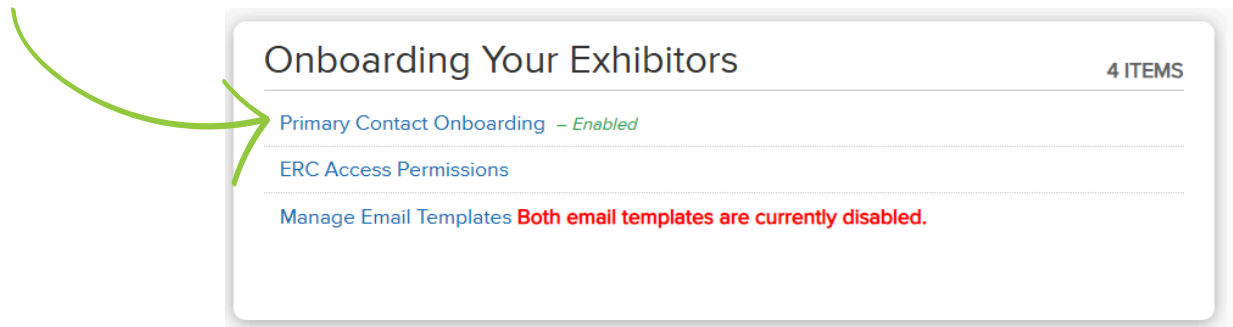 Onboarding Your Exhibitors
4 ITEMS
Primary Contact Onboarding – Enabled
ERC Access Permissions
Manage Email Templates Both email templates are currently disabled.